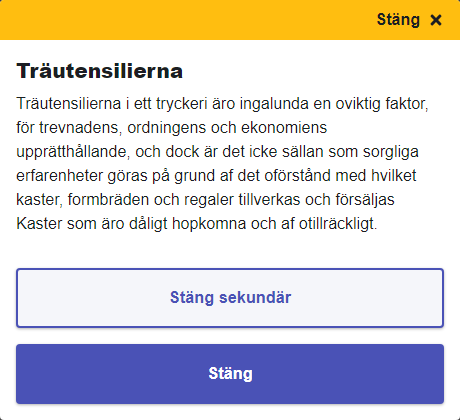 Stäng ×
Träutensilierna
Träutensilierna i ett tryckeri äro ingalunda en oviktig faktor,
för trevnadens, ordningens och ekonomiens
upprätthållande, och dock är det icke sällan som sorgliga
erfarenheter göras på grund af det oförstånd med hvilket
kaster, formbräden och regaler tillverkas och försäljas
Kaster som äro dåligt hopkomna och af otillräckligt.
Stäng sekundär
Stäng